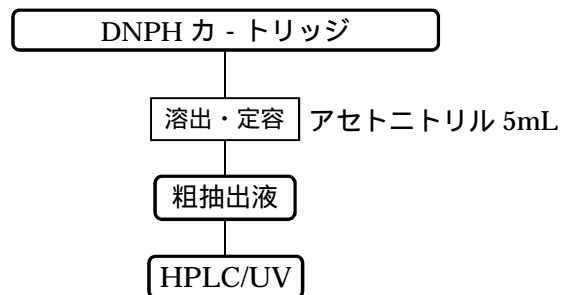 DNPH カ - トリッジ
溶出・定容 アセトニトリル 5mL
粗抽出液
HPLC/UV